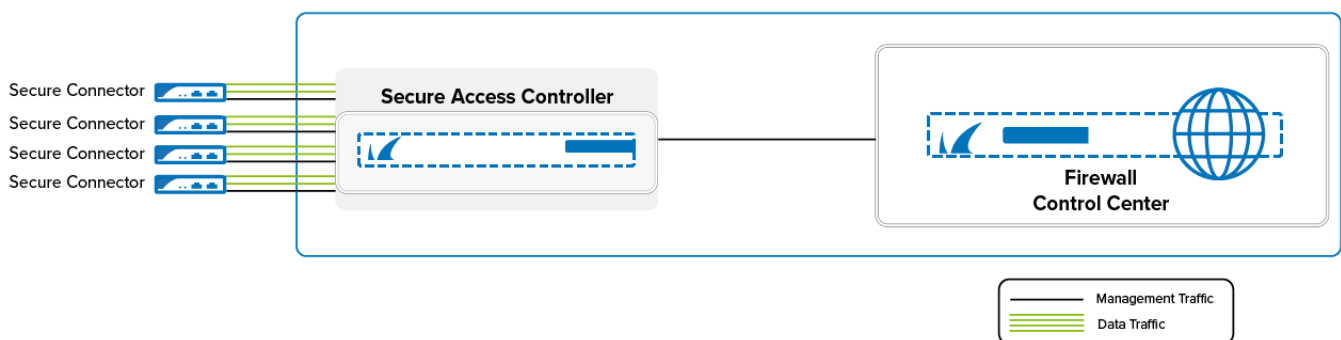 Secure Connector
Secure Connector
Secure Connector
Secure Connector
Secure Access Controller
Firewall
Control Center
Management Traffic
Data Traffic